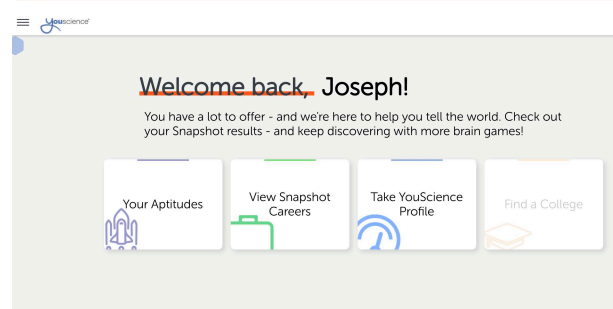 Youscience
Welcome back, Joseph!
You have a lot to offer - and we're here to help you tell the world. Check out
your Snapshot results - and keep discovering with more brain games!
Your Aptitudes
View Snapshot
Careers
Take YouScience
Profile
Find a College